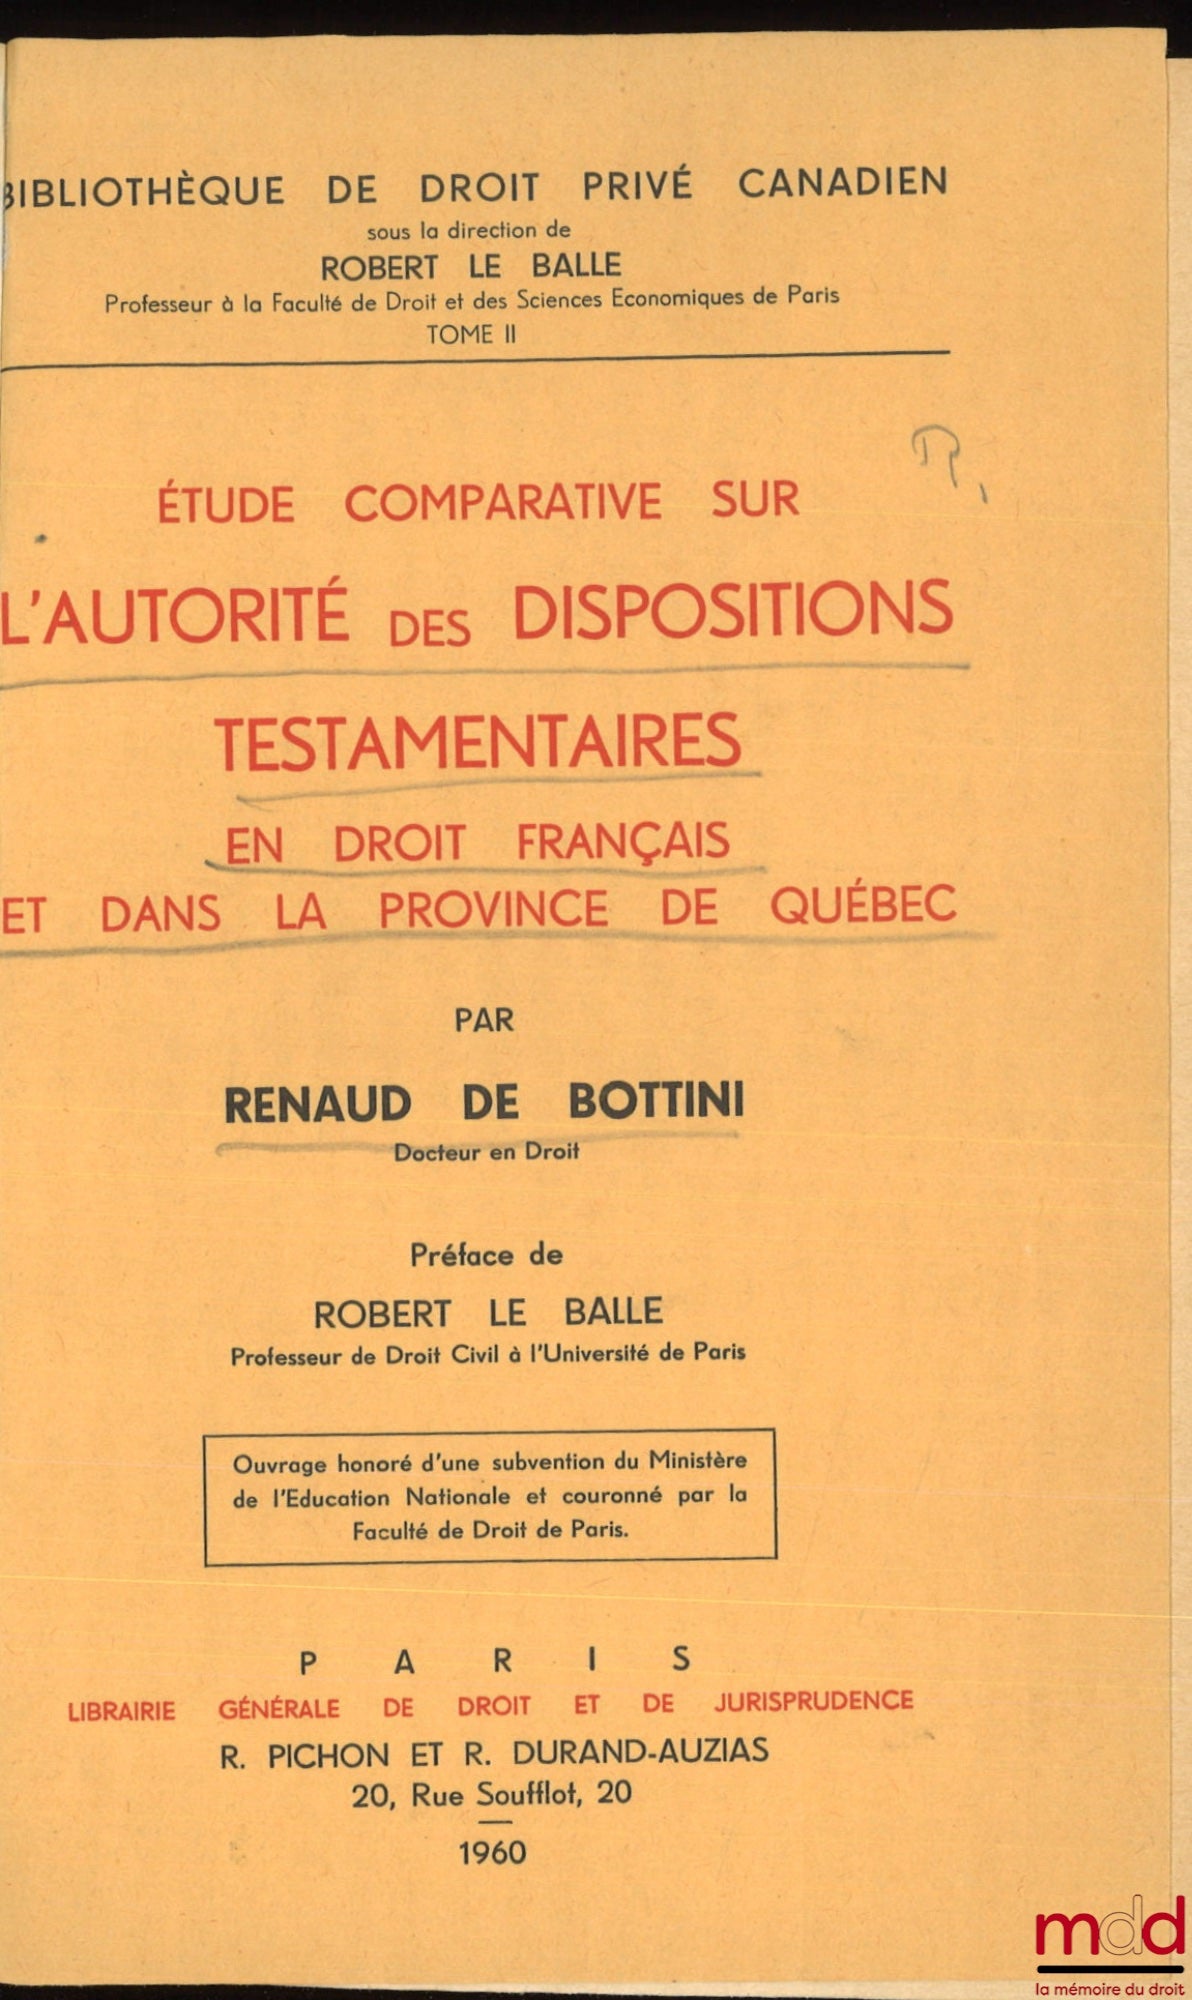 BIBLIOTHÈQUE DE DROIT PRIVÉ CANADIEN
sous la direction de
ROBERT LE BALLE
Professeur à la Faculté de Droit et des Sciences Economiques de Paris
TOME II
ÉTUDE COMPARATIVE SUR
L'AUTORITÉ DES DISPOSITIONS
TESTAMENTAIRES
EN DROIT FRANÇAIS
ET DANS LA PROVINCE DE QUÉBEC
PAR
RENAUD DE BOTTINI
Docteur en Droit
Préface de
ROBERT LE BALLE
Professeur de Droit Civil à l'Université de Paris
Ouvrage honoré d'une subvention du Ministère
de l'Education Nationale et couronné par la
Faculté de Droit de Paris.
PARIS
LIBRAIRIE GÉNÉRALE DE DROIT ET DE JURISPRUDENCE
R. PICHON ET R. DURAND-AUZIAS
20, Rue Soufflot, 20
1960
mdd
la mémoire du droit